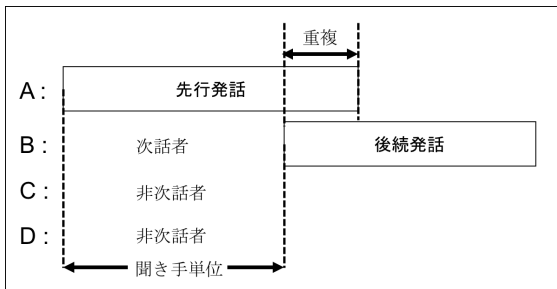 重複
A : 先行発話
B : 次話者 後続発話
C : 非次話者
D : 非次話者
聞き手単位